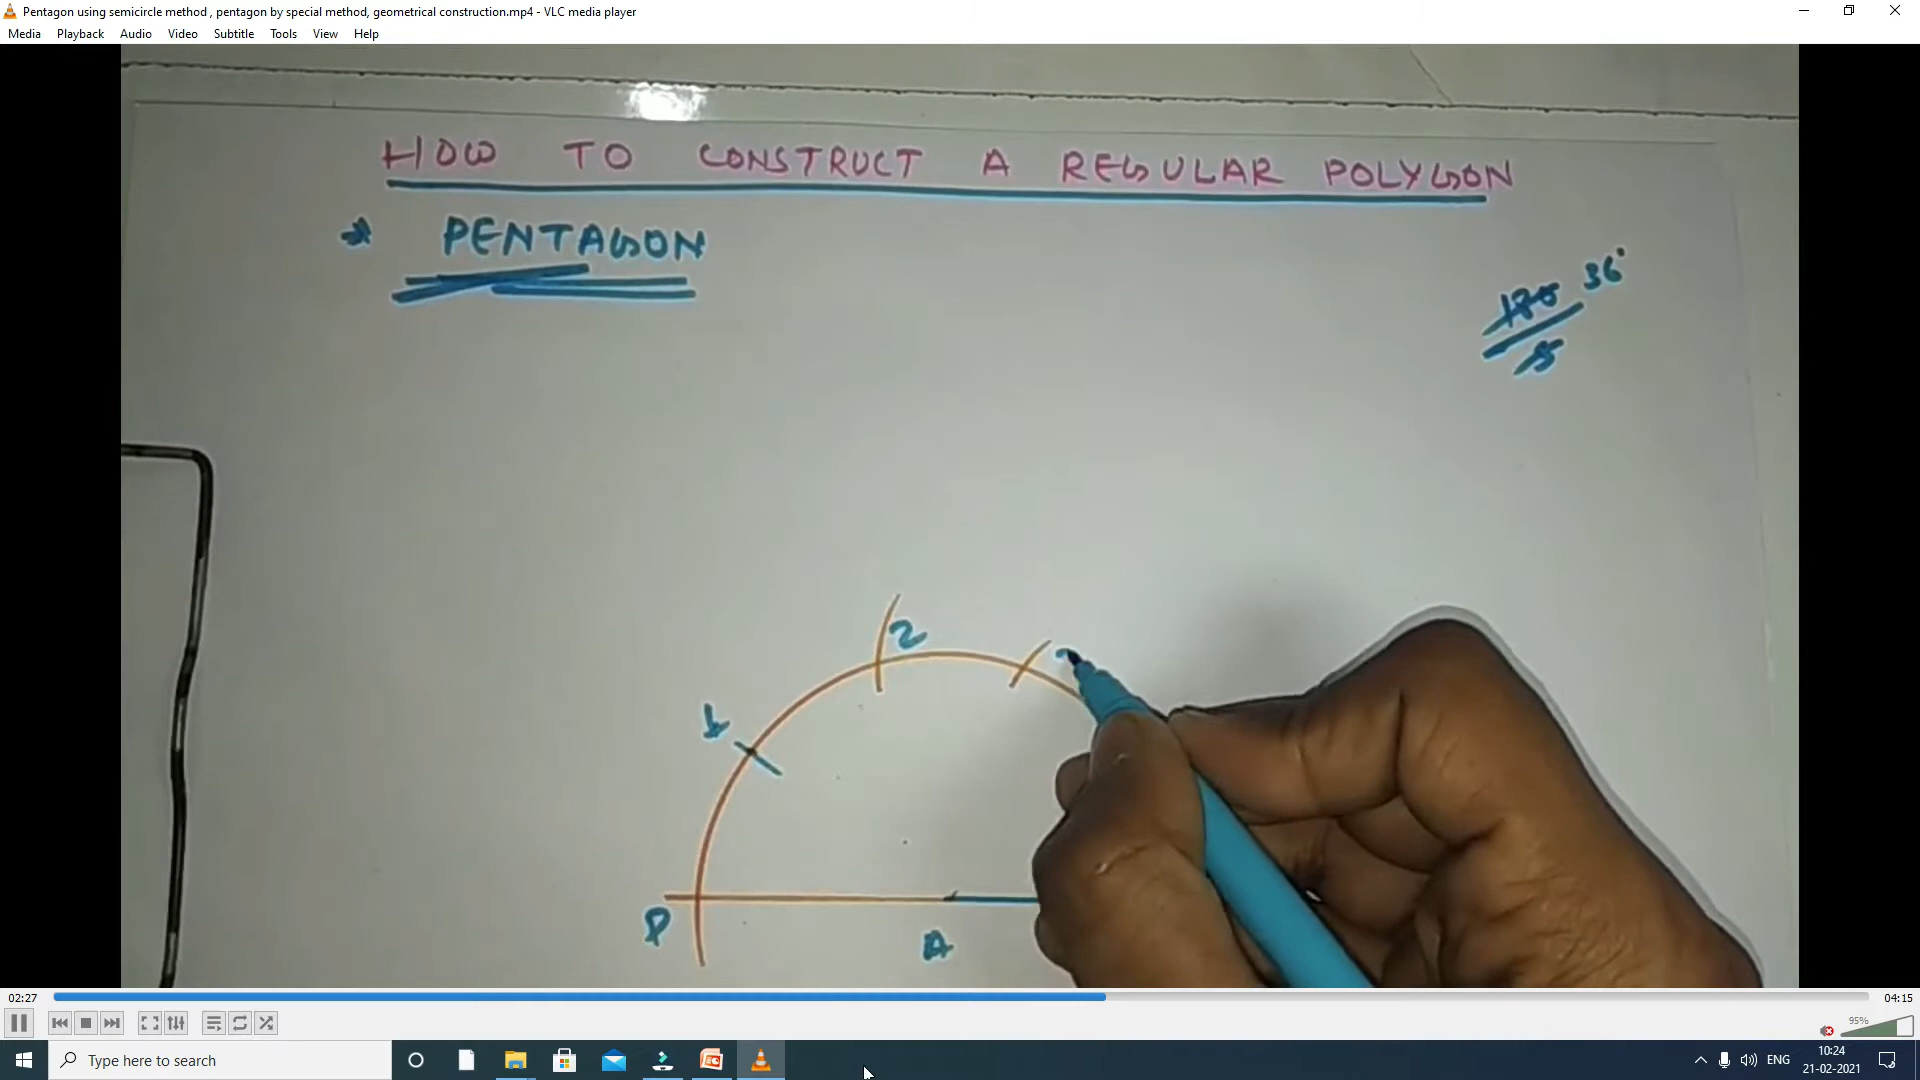 Pentagon using semicircle method , pentagon by special method, geometrical construction.mp4 - VLC media player
Media Playback Audio Video Subtitle Tools View Help
HOW TO CONSTRUCT A REGULAR POLYGON
* PENTAGON
36°
180
5
2
1
P
A
02:27
04:15
95%
Type here to search
ENG
10:24
21-02-2021